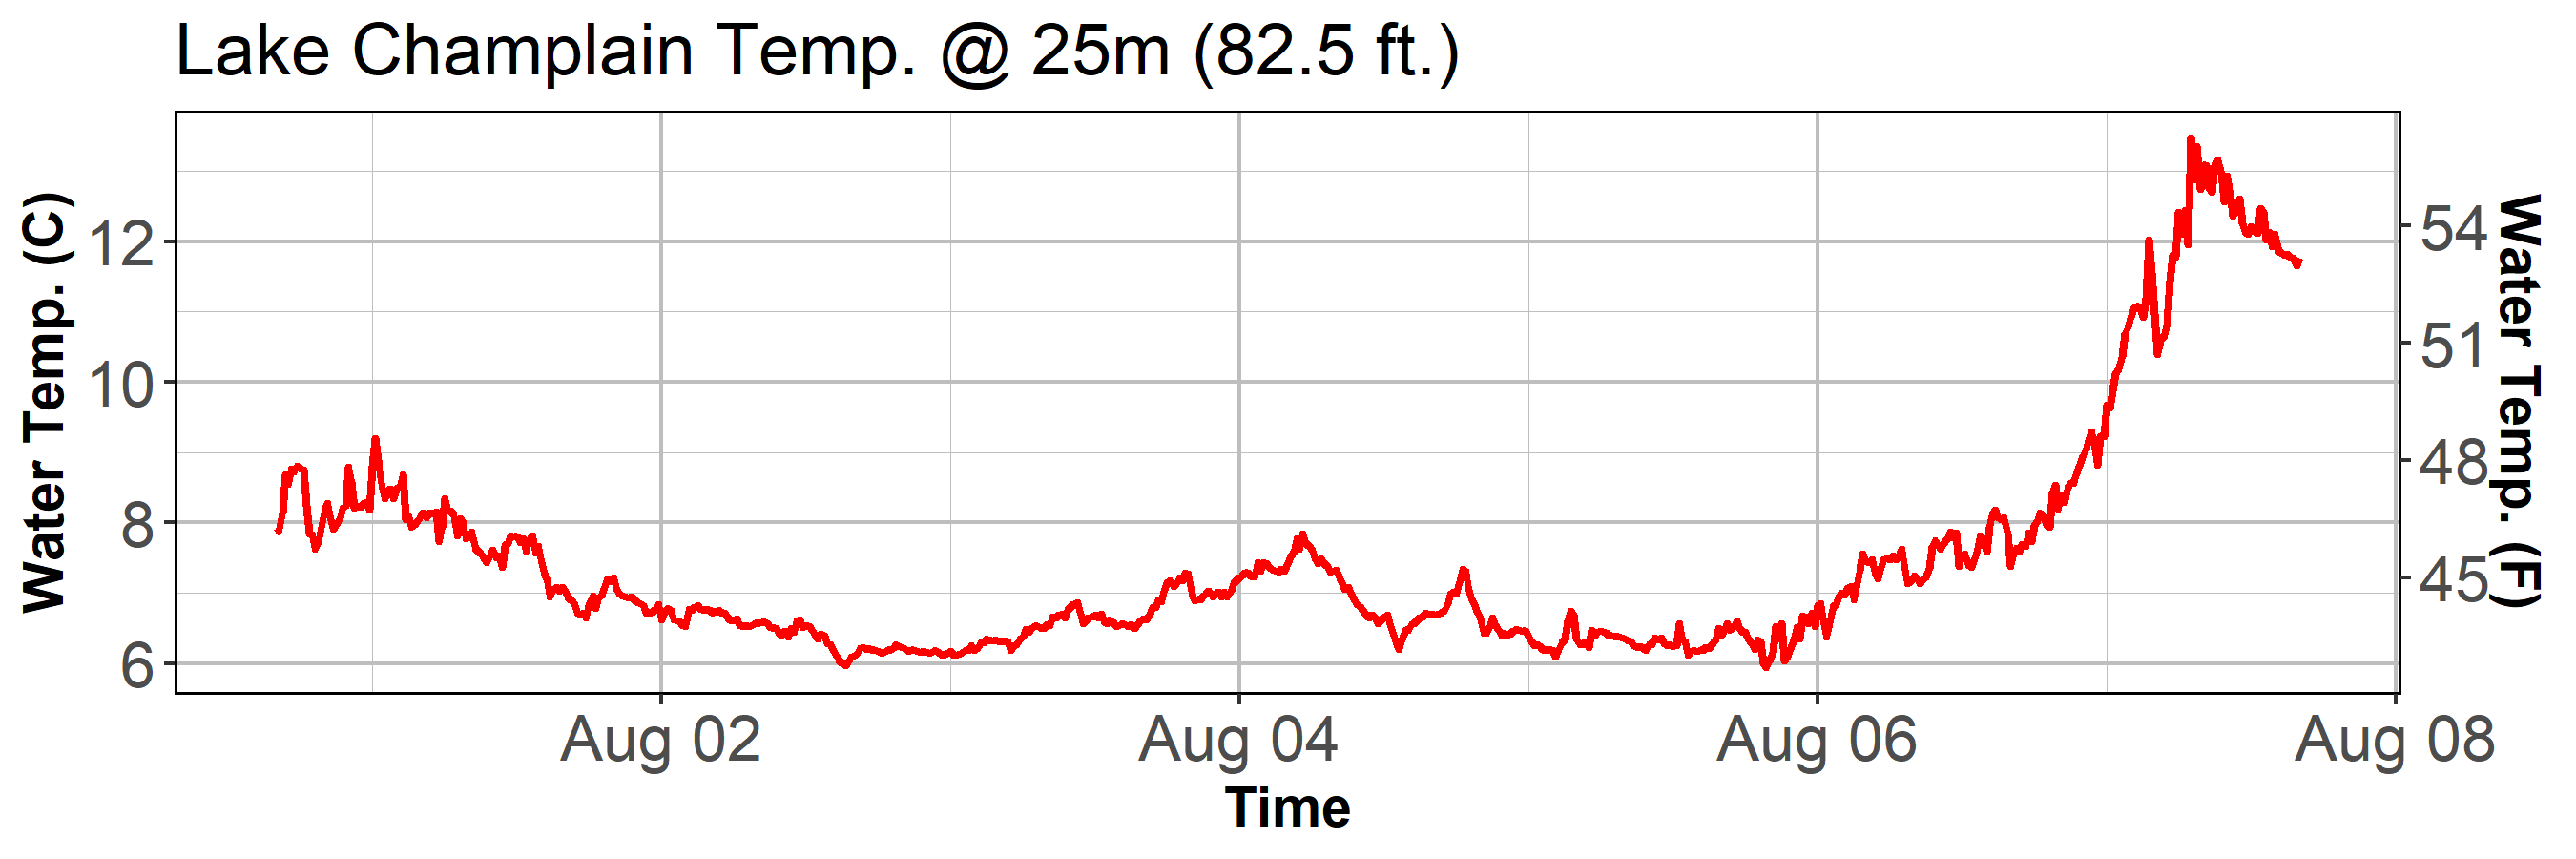 Lake Champlain Temp. @ 25m (82.5 ft.)
Water Temp. (C)
12
10
8
6
54
51
48
45
Water Temp. (F)
Aug 02
Aug 04
Aug 06
Aug 08
Time